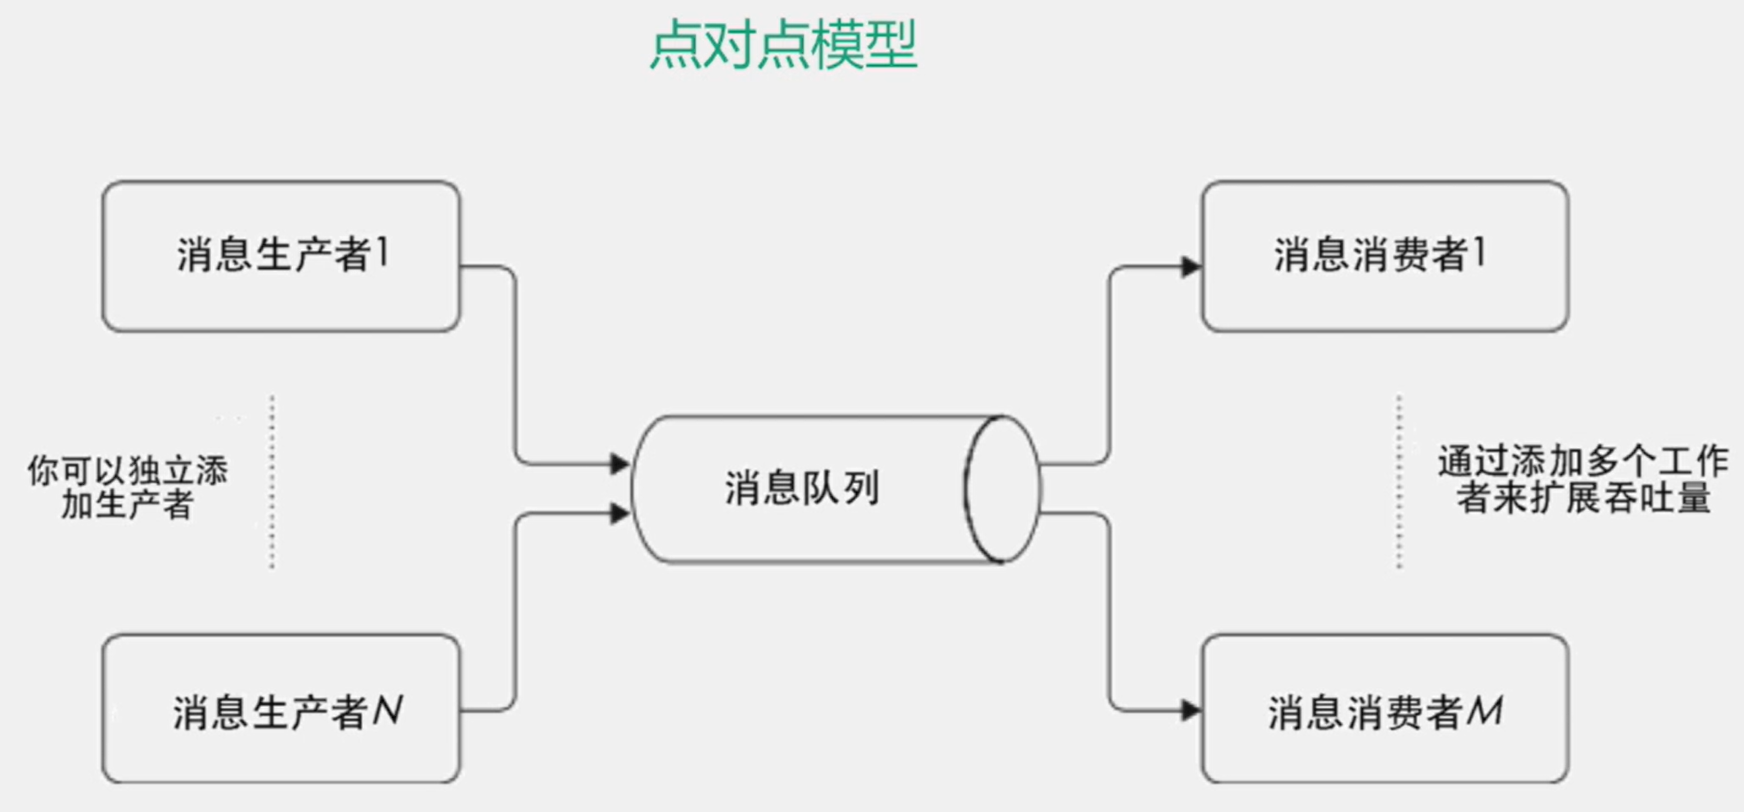 点对点模型
消息生产者1
消息消费者1
你可以独立添
加生产者
消息队列
通过添加多个工作
者来扩展吞吐量
消息生产者N
消息消费者M